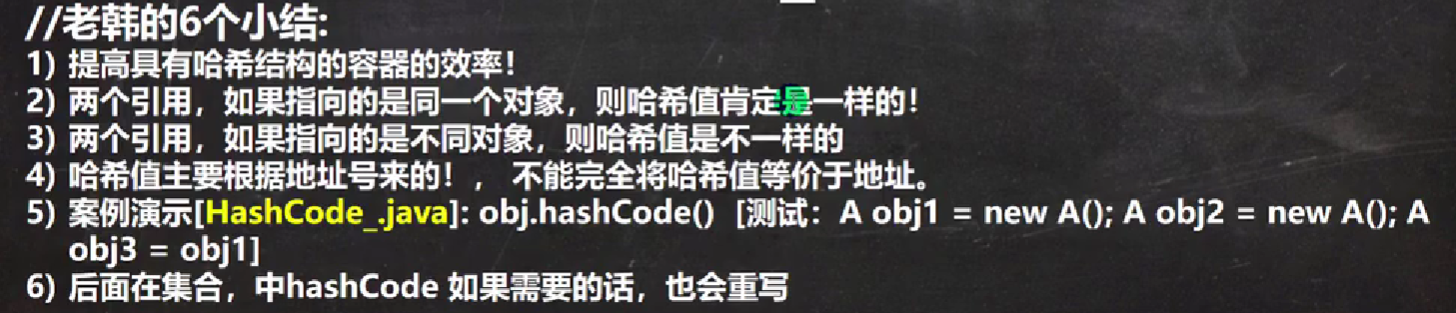 //老韩的6个小结:
1) 提高具有哈希结构的容器的效率！
2) 两个引用，如果指向的是同一个对象，则哈希值肯定是一样的！
3) 两个引用，如果指向的是不同对象，则哈希值是不一样的
4) 哈希值主要根据地址号来的！， 不能完全将哈希值等价于地址。
5) 案例演示[HashCode_.java]: obj.hashCode() [测试：A obj1 = new A(); A obj2 = new A(); A
obj3 = obj1]
6) 后面在集合，中hashCode 如果需要的话，也会重写